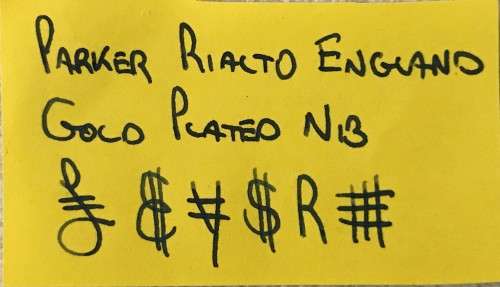 PARKER RIALTO ENGLAND
GOLD PLATED NIB
£ $ ¥ $ R #